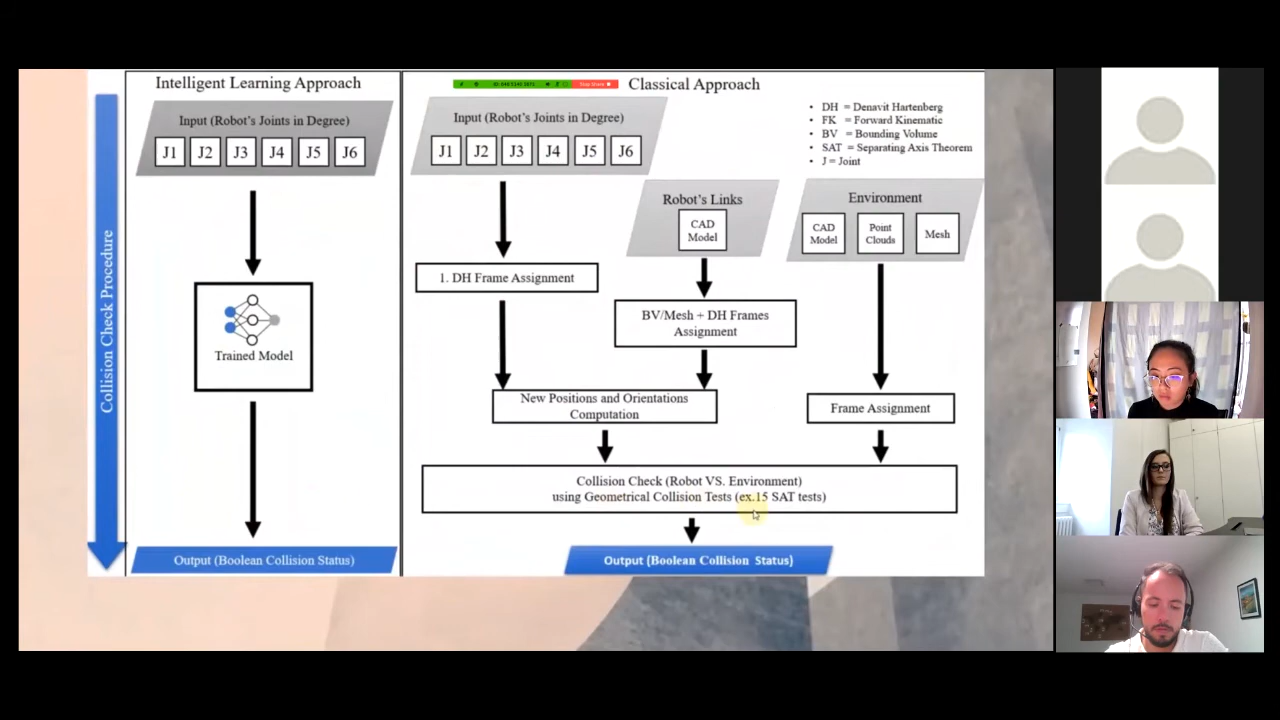 Intelligent Learning Approach
Input (Robot's Joints in Degree)
J1 J2 J3 J4 J5 J6
Trained Model
Output (Boolean Collision Status)
Collision Check Procedure
Classical Approach
Stop Share
Input (Robot's Joints in Degree)
J1 J2 J3 J4 J5 J6
• DH = Denavit Hartenberg
• FK = Forward Kinematic
• BV = Bounding Volume
• SAT = Separating Axis Theorem
• J = Joint
Robot's Links
CAD
Model
Environment
CAD
Model
Point
Clouds
Mesh
1. DH Frame Assignment
BV/Mesh + DH Frames
Assignment
New Positions and Orientations
Computation
Frame Assignment
Collision Check (Robot VS. Environment)
using Geometrical Collision Tests (ex.15 SAT tests)
Output (Boolean Collision Status)